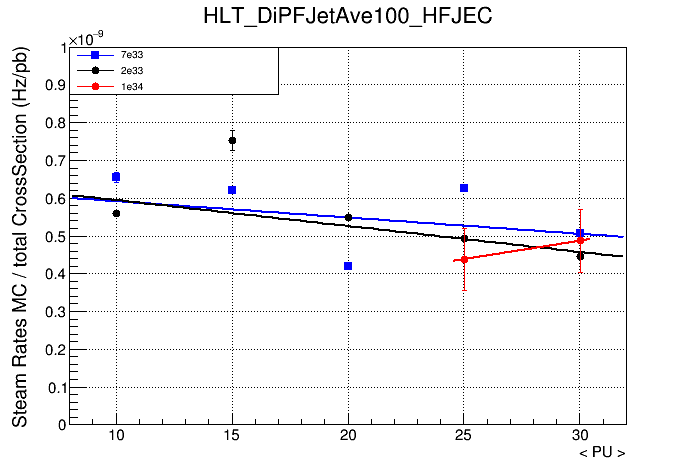 HLT_DiPFJetAve100_HFJEC
×10⁻⁹
1
0.9
0.8
0.7
0.6
0.5
0.4
0.3
0.2
0.1
0
7e33
2e33
1e34
Steam Rates MC / total CrossSection (Hz/pb)
10 15 20 25 30
< PU >